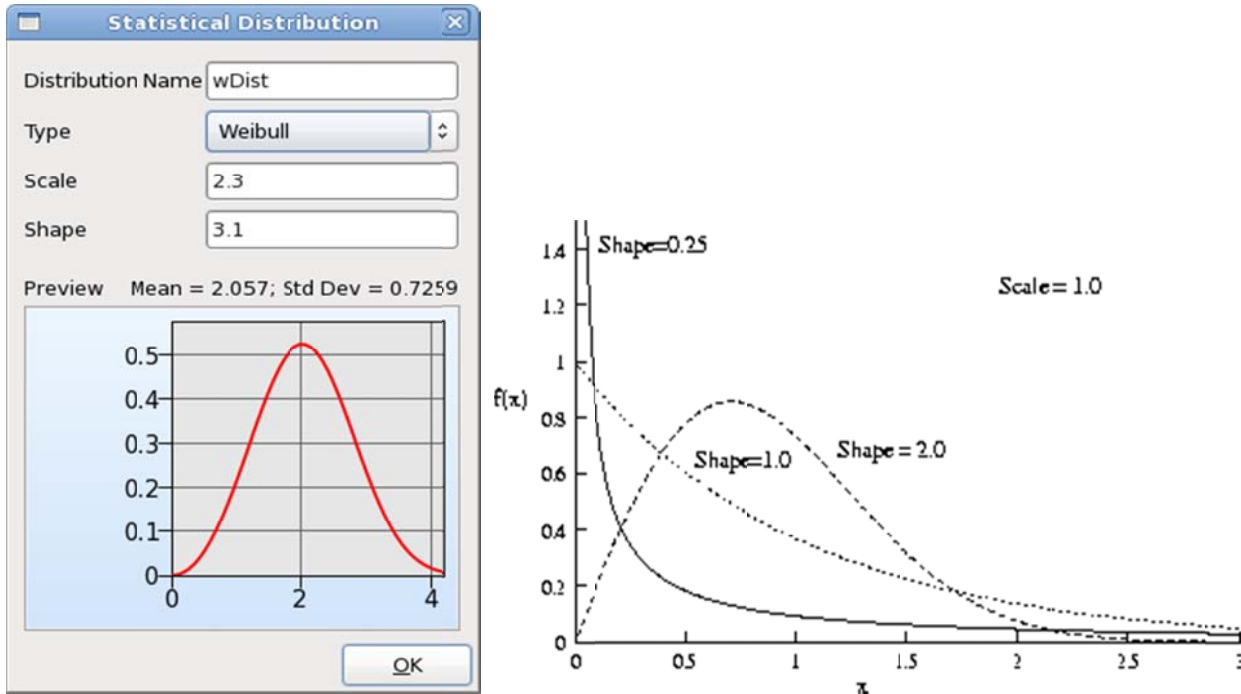 Statistical Distribution
Distribution Name wDist
Type Weibull
Scale 2.3
Shape 3.1
Preview Mean = 2.057; Std Dev = 0.7259
0.5
0.4
0.3
0.2
0.1
0
0 2 4
OK
1.4
1.2
1
0.8
0.6
0.4
0.2
0
f(x)
Shape=0.25
Scale= 1.0
Shape=1.0
Shape = 2.0
0 0.5 1 1.5 2 2.5 3
x